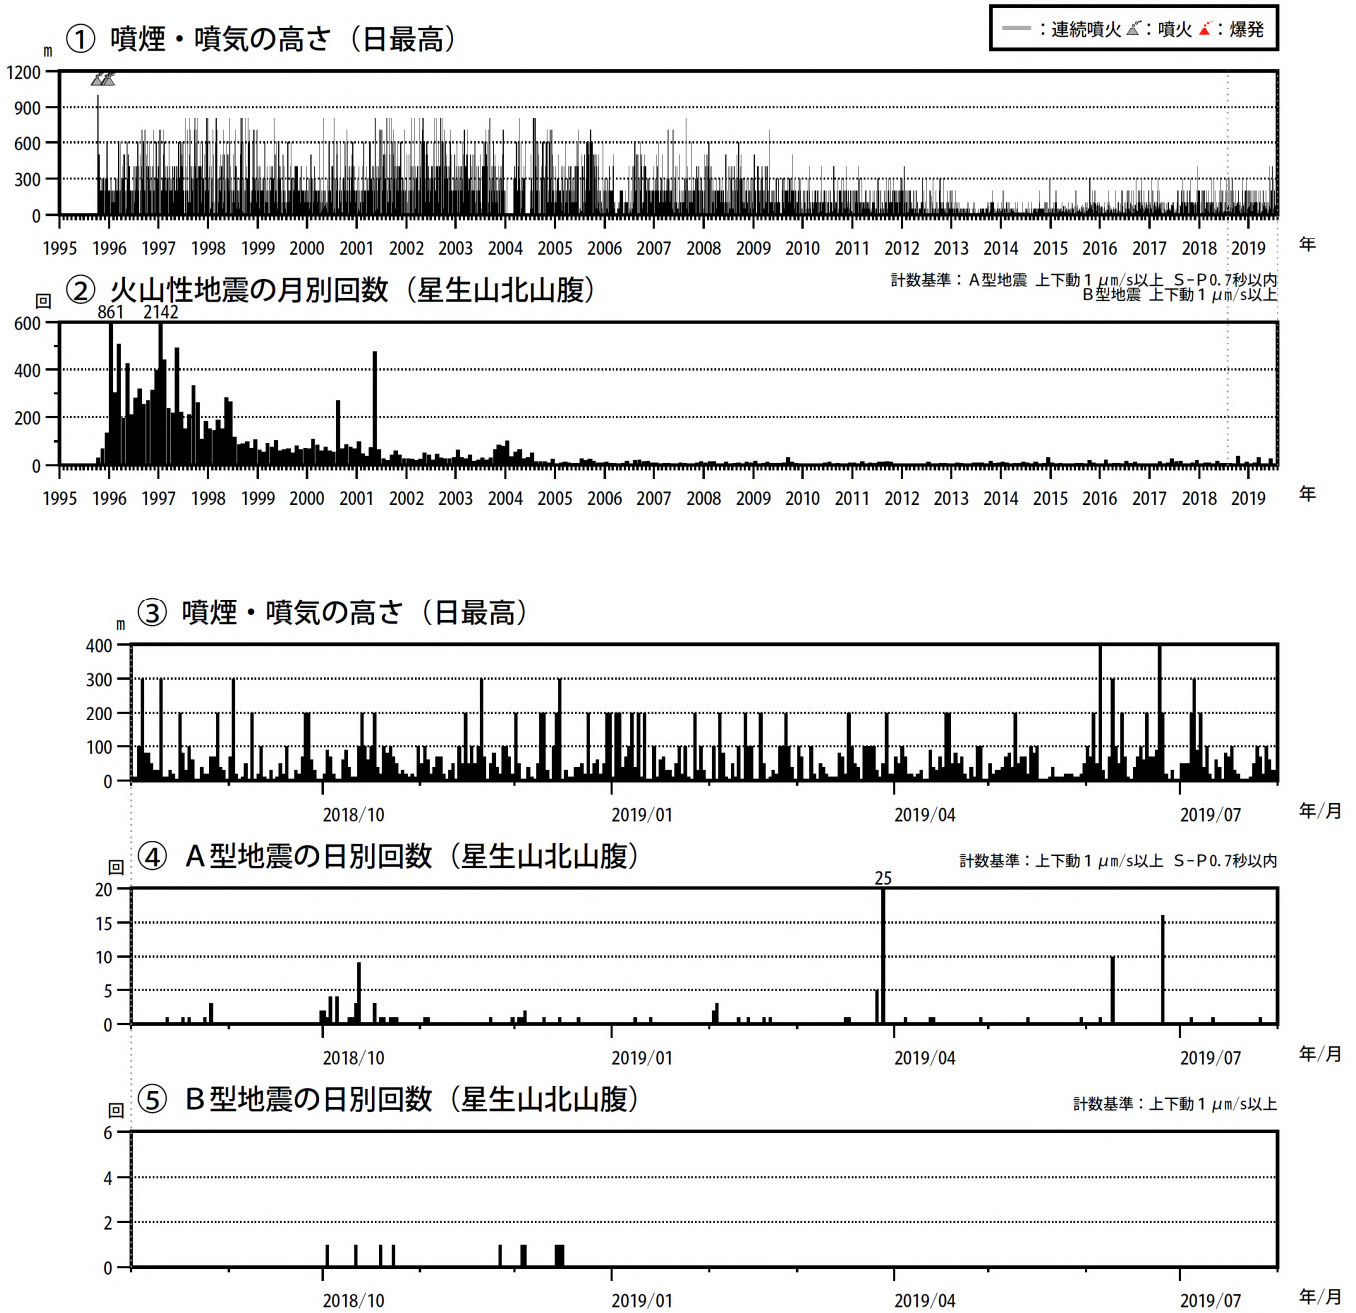 ：連続噴火 ：噴火 ：爆発
① 噴煙・噴気の高さ（日最高）
m
1200
900
600
300
0
1995 1996 1997 1998 1999 2000 2001 2002 2003 2004 2005 2006 2007 2008 2009 2010 2011 2012 2013 2014 2015 2016 2017 2018 2019 年
② 火山性地震の月別回数（星生山北山腹）
計数基準：Ａ型地震 上下動１μm/s以上 Ｓ-Ｐ0.7秒以内
Ｂ型地震 上下動１μm/s以上
回
861 2142
600
400
200
0
1995 1996 1997 1998 1999 2000 2001 2002 2003 2004 2005 2006 2007 2008 2009 2010 2011 2012 2013 2014 2015 2016 2017 2018 2019 年
③ 噴煙・噴気の高さ（日最高）
m
400
300
200
100
0
2018/10 2019/01 2019/04 2019/07 年/月
④ Ａ型地震の日別回数（星生山北山腹）
計数基準：上下動１μm/s以上 Ｓ-Ｐ0.7秒以内
回
25
20
15
10
5
0
2018/10 2019/01 2019/04 2019/07 年/月
⑤ Ｂ型地震の日別回数（星生山北山腹）
計数基準：上下動１μm/s以上
回
6
4
2
0
2018/10 2019/01 2019/04 2019/07 年/月